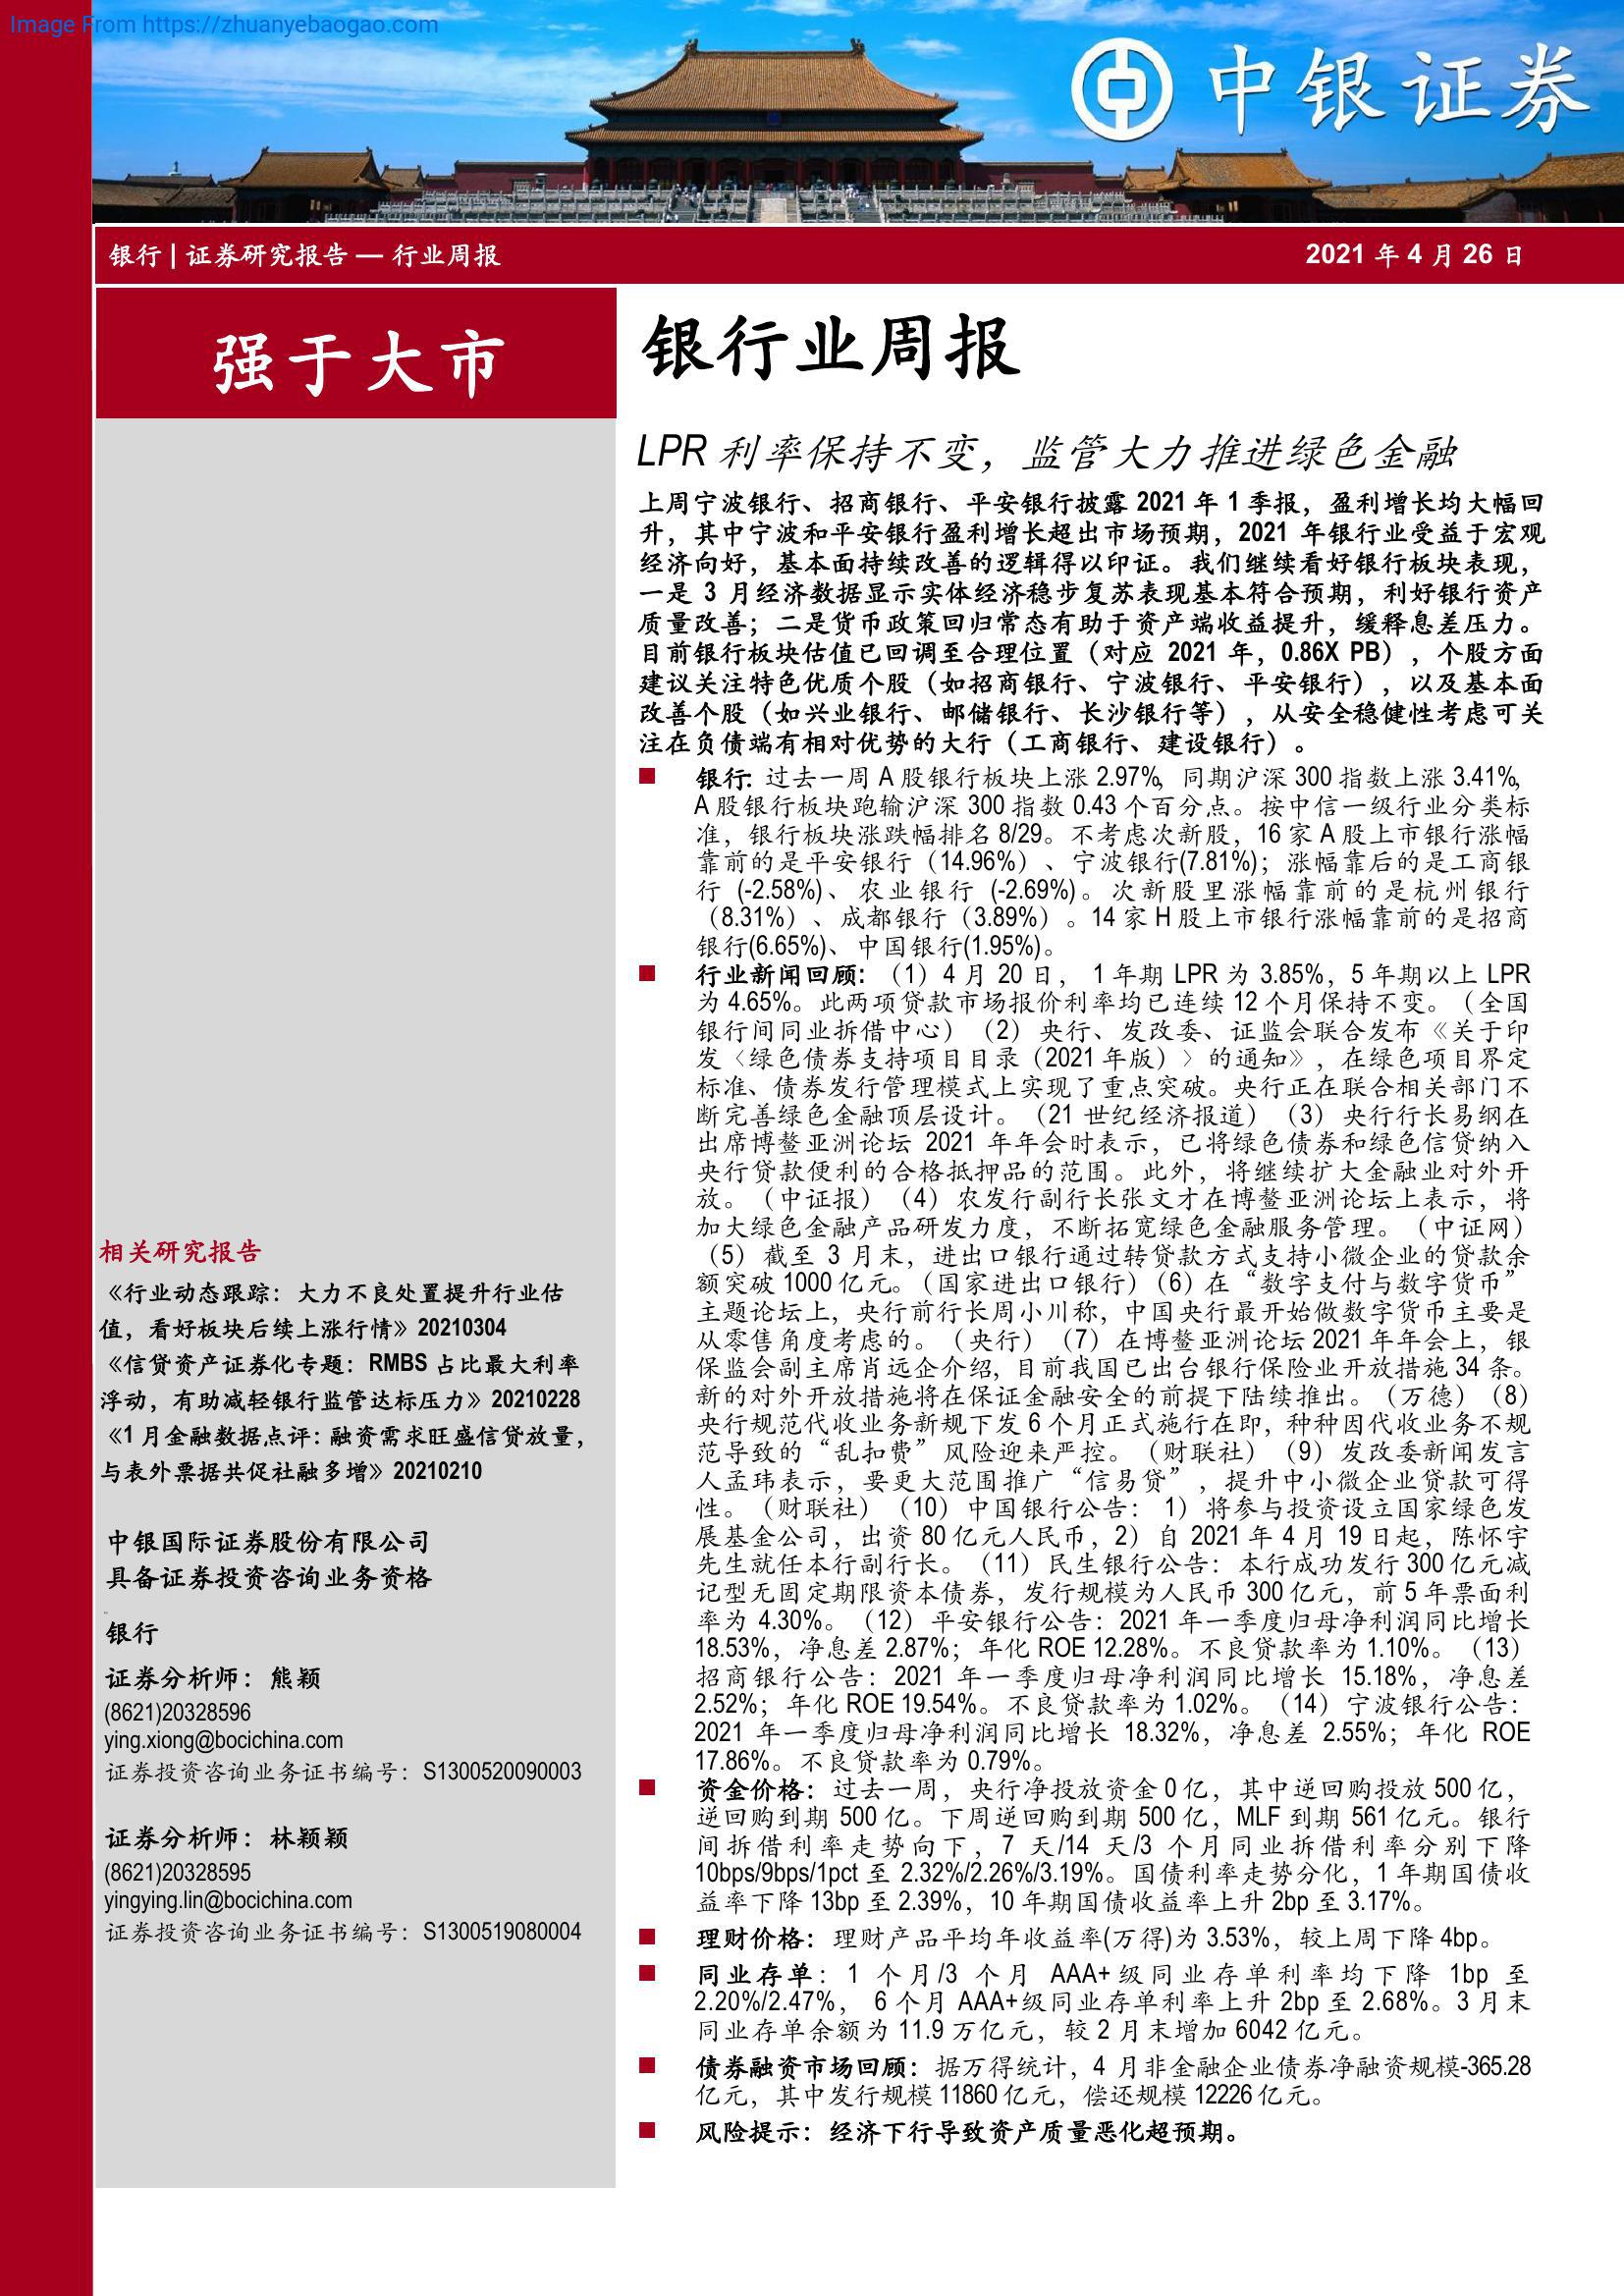 Image From https://zhuanyebaogao.com
中银证券
银行 | 证券研究报告 — 行业周报
2021 年 4 月 26 日
强于大市
银行业周报
LPR 利率保持不变，监管大力推进绿色金融
上周宁波银行、招商银行、平安银行披露 2021 年 1 季报，盈利增长均大幅回
升，其中宁波和平安银行盈利增长超出市场预期，2021 年银行业受益于宏观
经济向好，基本面持续改善的逻辑得以印证。我们继续看好银行板块表现，
一是 3 月经济数据显示实体经济稳步复苏表现基本符合预期，利好银行资产
质量改善；二是货币政策回归常态有助于资产端收益提升，缓释息差压力。
目前银行板块估值已回调至合理位置（对应 2021 年，0.86X PB），个股方面
建议关注特色优质个股（如招商银行、宁波银行、平安银行），以及基本面
改善个股（如兴业银行、邮储银行、长沙银行等），从安全稳健性考虑可关
注在负债端有相对优势的大行（工商银行、建设银行）。
■ 银行: 过去一周 A 股银行板块上涨 2.97%，同期沪深 300 指数上涨 3.41%，
A 股银行板块跑输沪深 300 指数 0.43 个百分点。按中信一级行业分类标
准，银行板块涨跌幅排名 8/29。不考虑次新股，16 家 A 股上市银行涨幅
靠前的是平安银行（14.96%）、宁波银行(7.81%)；涨幅靠后的是工商银
行 (-2.58%)、农业银行 (-2.69%)。次新股里涨幅靠前的是杭州银行
（8.31%）、成都银行（3.89%）。14 家 H 股上市银行涨幅靠前的是招商
银行(6.65%)、中国银行(1.95%)。
■ 行业新闻回顾:（1）4 月 20 日， 1 年期 LPR 为 3.85%，5 年期以上 LPR
为 4.65%。此两项贷款市场报价利率均已连续 12 个月保持不变。（全国
银行间同业拆借中心）（2）央行、发改委、证监会联合发布《关于印
发〈绿色债券支持项目目录（2021 年版）〉的通知》，在绿色项目界定
标准、债券发行管理模式上实现了重点突破。央行正在联合相关部门不
断完善绿色金融顶层设计。（21 世纪经济报道）（3）央行行长易纲在
出席博鳌亚洲论坛 2021 年年会时表示，已将绿色债券和绿色信贷纳入
央行贷款便利的合格抵押品的范围。此外，将继续扩大金融业对外开
放。（中证报）（4）农发行副行长张文才在博鳌亚洲论坛上表示，将
加大绿色金融产品研发力度，不断拓宽绿色金融服务管理。（中证网）
（5）截至 3 月末，进出口银行通过转贷款方式支持小微企业的贷款余
额突破 1000 亿元。（国家进出口银行）（6）在“数字支付与数字货币”
主题论坛上，央行前行长周小川称，中国央行最开始做数字货币主要是
从零售角度考虑的。（央行）（7）在博鳌亚洲论坛 2021 年年会上，银
保监会副主席肖远企介绍，目前我国已出台银行保险业开放措施 34 条。
新的对外开放措施将在保证金融安全的前提下陆续推出。（万德）（8）
央行规范代收业务新规下发 6 个月正式施行在即，种种因代收业务不规
范导致的“乱扣费”风险迎来严控。（财联社）（9）发改委新闻发言
人孟玮表示，要更大范围推广“信易贷”，提升中小微企业贷款可得
性。（财联社）（10）中国银行公告： 1）将参与投资设立国家绿色发
展基金公司，出资 80 亿元人民币，2）自 2021 年 4 月 19 日起，陈怀宇
先生就任本行副行长。（11）民生银行公告：本行成功发行 300 亿元减
记型无固定期限资本债券，发行规模为人民币 300 亿元，前 5 年票面利
率为 4.30%。（12）平安银行公告：2021 年一季度归母净利润同比增长
18.53%，净息差 2.87%；年化 ROE 12.28%。不良贷款率为 1.10%。（13）
招商银行公告：2021 年一季度归母净利润同比增长 15.18%，净息差
2.52%；年化 ROE 19.54%。不良贷款率为 1.02%。（14）宁波银行公告：
2021 年一季度归母净利润同比增长 18.32%，净息差 2.55%；年化 ROE
17.86%。不良贷款率为 0.79%。
■ 资金价格：过去一周，央行净投放资金 0 亿，其中逆回购投放 500 亿，
逆回购到期 500 亿。下周逆回购到期 500 亿，MLF 到期 561 亿元。银行
间拆借利率走势向下，7 天/14 天/3 个月同业拆借利率分别下降
10bps/9bps/1pct 至 2.32%/2.26%/3.19%。国债利率走势分化，1 年期国债收
益率下降 13bp 至 2.39%，10 年期国债收益率上升 2bp 至 3.17%。
■ 理财价格：理财产品平均年收益率(万得)为 3.53%，较上周下降 4bp。
■ 同业存单：1 个月/3 个月 AAA+级同业存单利率均下降 1bp 至
2.20%/2.47%， 6 个月 AAA+级同业存单利率上升 2bp 至 2.68%。3 月末
同业存单余额为 11.9 万亿元，较 2 月末增加 6042 亿元。
■ 债券融资市场回顾：据万得统计，4 月非金融企业债券净融资规模-365.28
亿元，其中发行规模 11860 亿元，偿还规模 12226 亿元。
■ 风险提示：经济下行导致资产质量恶化超预期。
相关研究报告
《行业动态跟踪：大力不良处置提升行业估
值，看好板块后续上涨行情》20210304
《信贷资产证券化专题：RMBS 占比最大利率
浮动，有助减轻银行监管达标压力》20210228
《1 月金融数据点评：融资需求旺盛信贷放量，
与表外票据共促社融多增》20210210
中银国际证券股份有限公司
具备证券投资咨询业务资格
银行
证券分析师：熊颖
(8621)20328596
ying.xiong@bocichina.com
证券投资咨询业务证书编号：S1300520090003
证券分析师：林颖颖
(8621)20328595
yingying.lin@bocichina.com
证券投资咨询业务证书编号：S1300519080004